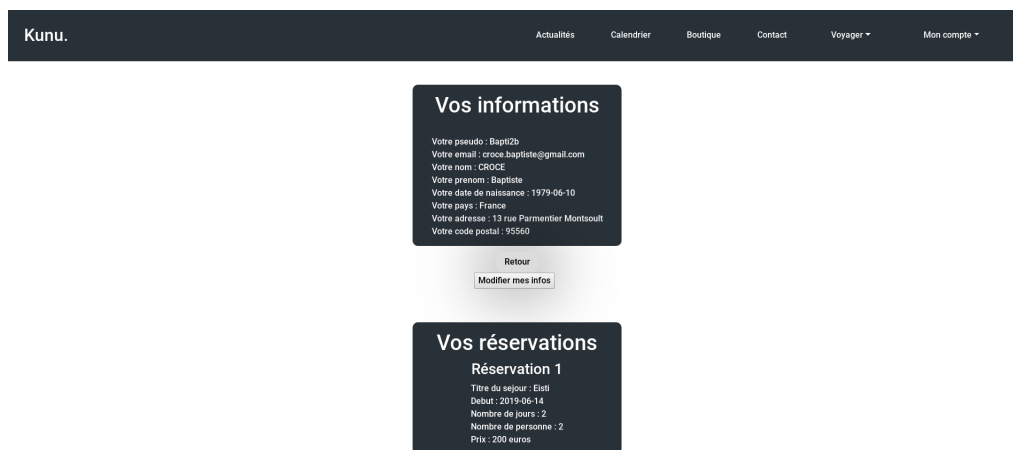 Kunu.
Actualités Calendrier Boutique Contact Voyager Mon compte
Vos informations
Votre pseudo : Bapti2b
Votre email : croce.baptiste@gmail.com
Votre nom : CROCE
Votre prenom : Baptiste
Votre date de naissance : 1979-06-10
Votre pays : France
Votre adresse : 13 rue Parmentier Montsoult
Votre code postal : 95560
Retour
Modifier mes infos
Vos réservations
Réservation 1
Titre du sejour : Eisti
Debut : 2019-06-14
Nombre de jours : 2
Nombre de personne : 2
Prix : 200 euros